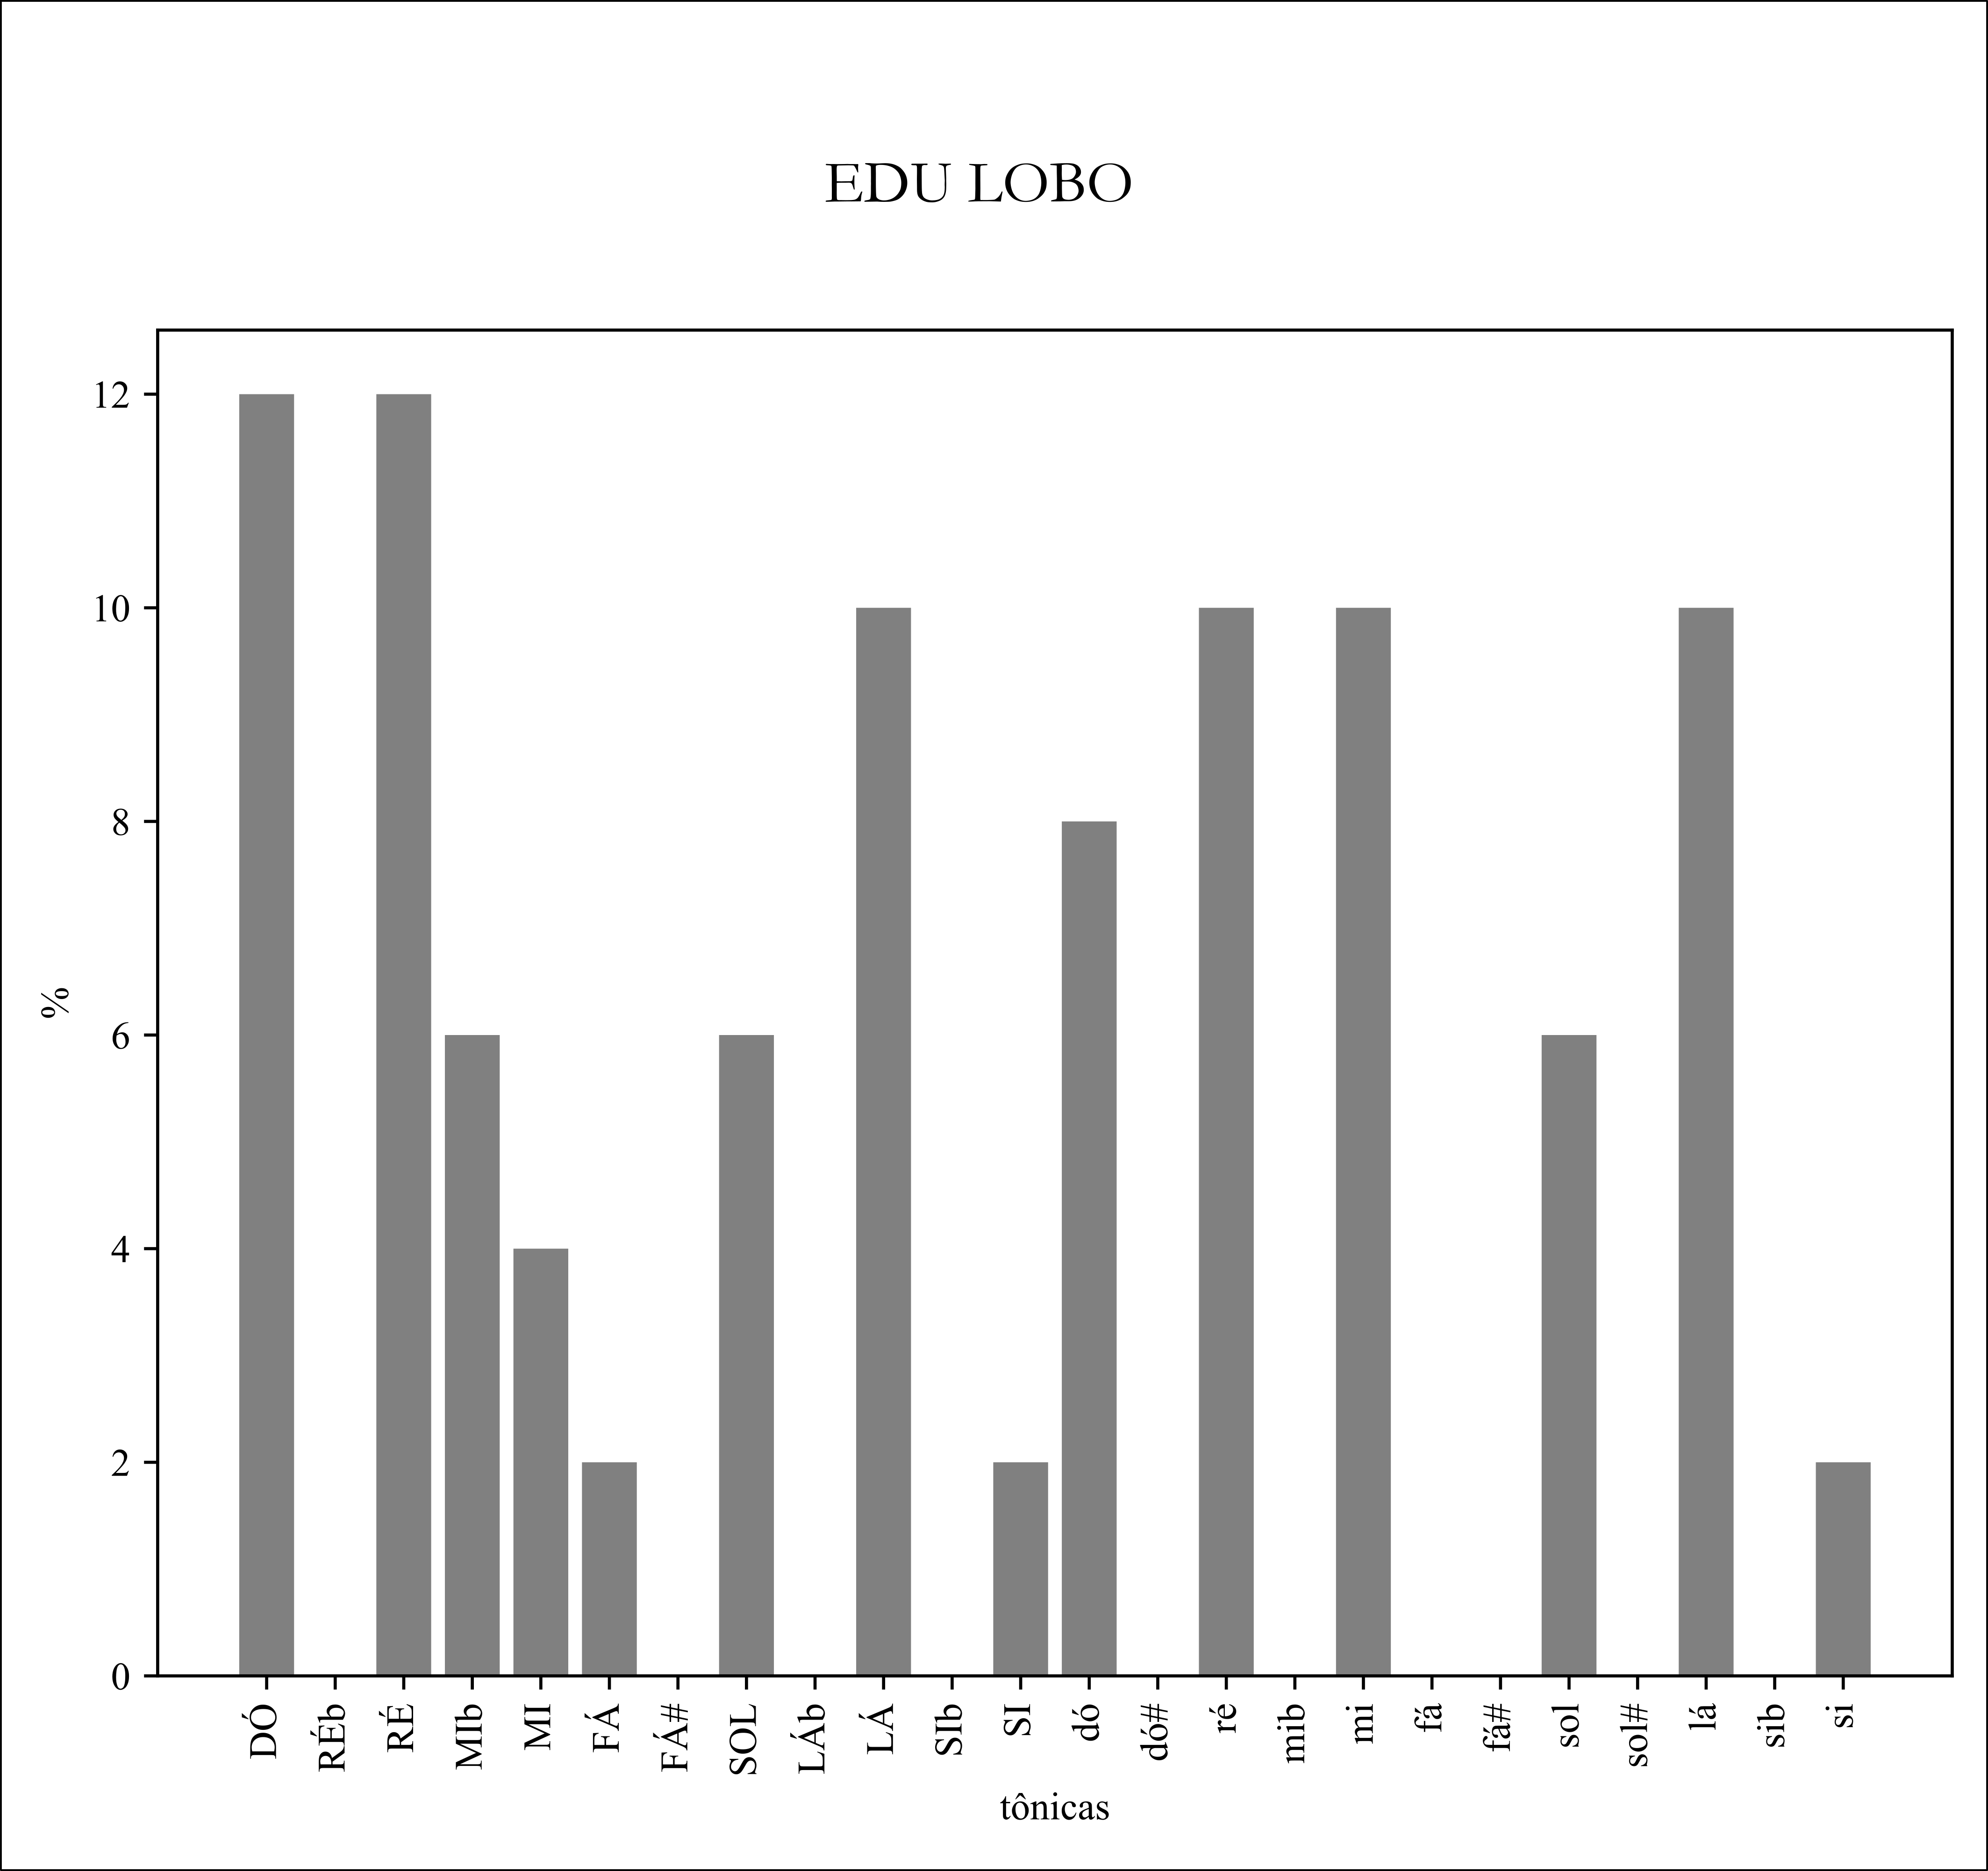 EDU LOBO
%
12
10
8
6
4
2
0
DÓ
RÉb
RÉ
MIb
MI
FÁ
FÁ#
SOL
LÁb
LÁ
SIb
SI
dó
dó#
ré
mib
mi
fá
fá#
sol
sol#
lá
sib
si
tônicas